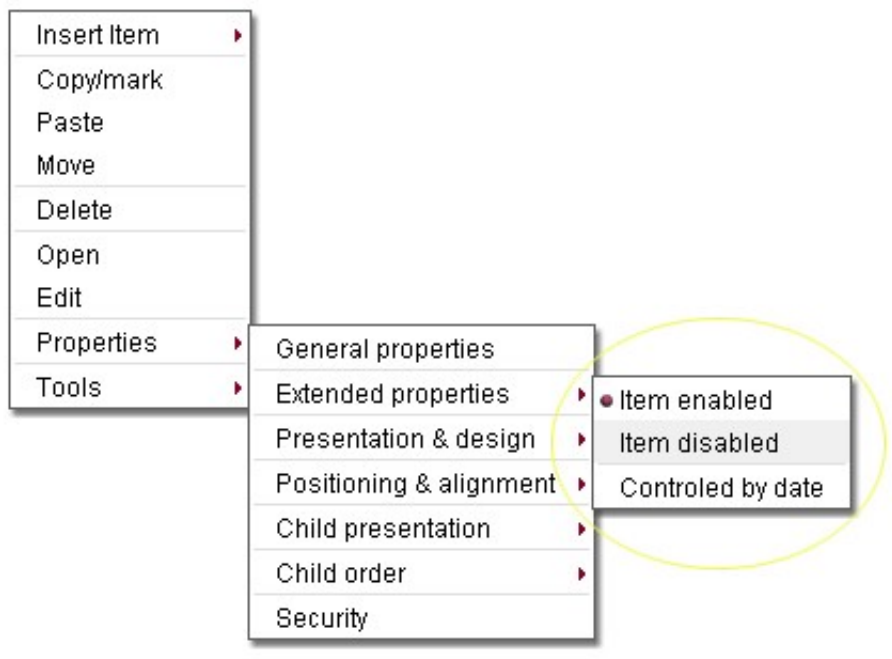 Insert Item
Copy/mark
Paste
Move
Delete
Open
Edit
Properties
Tools
General properties
Extended properties
Presentation & design
Positioning & alignment
Child presentation
Child order
Security
Item enabled
Item disabled
Controled by date